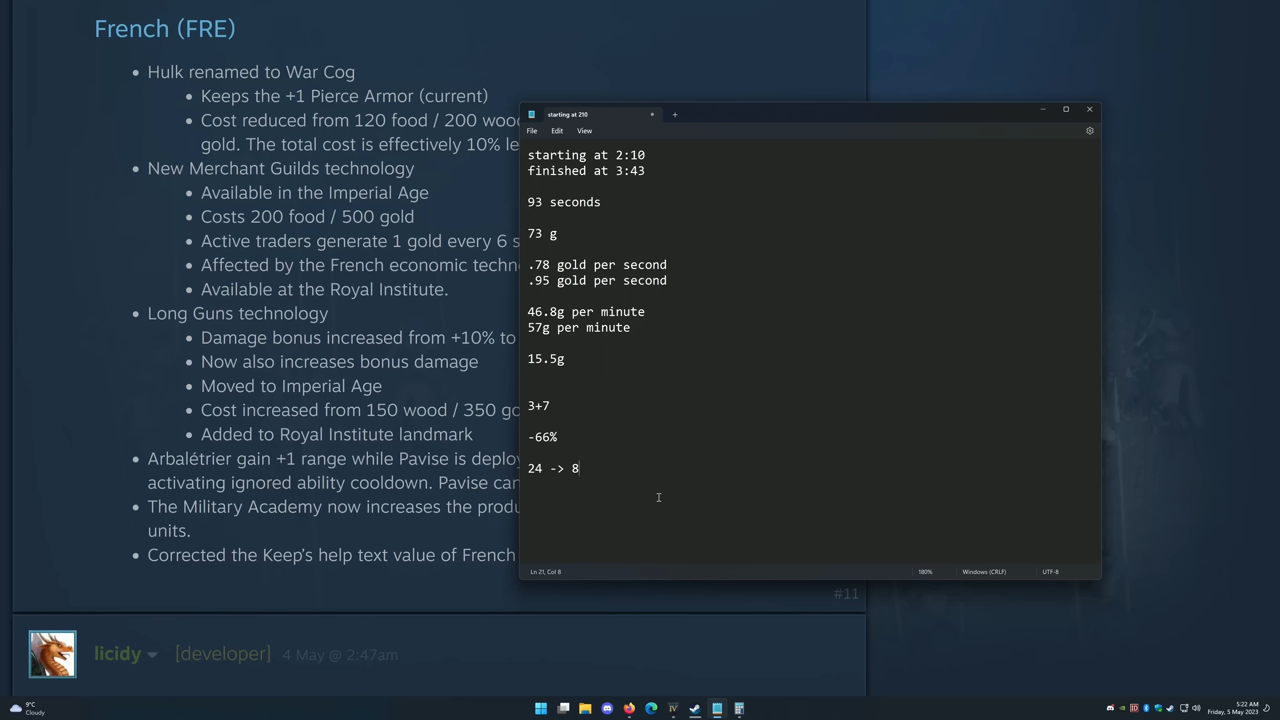 French (FRE)
Hulk renamed to War Cog
Keeps the +1 Pierce Armor (current)
Cost reduced from 120 food / 200 wood
gold. The total cost is effectively 10% le
New Merchant Guilds technology
Available in the Imperial Age
Costs 200 food / 500 gold
Active traders generate 1 gold every 6 s
Affected by the French economic techn
Available at the Royal Institute.
Long Guns technology
Damage bonus increased from +10% to
Now also increases bonus damage
Moved to Imperial Age
Cost increased from 150 wood / 350 go
Added to Royal Institute landmark
Arbalétrier gain +1 range while Pavise is deploy
activating ignored ability cooldown. Pavise can
The Military Academy now increases the produ
units.
Corrected the Keep's help text value of French
#11
licidy [developer] 4 May @ 2:47am
starting at 210
File Edit View
starting at 2:10
finished at 3:43
93 seconds
73 g
.78 gold per second
.95 gold per second
46.8g per minute
57g per minute
15.5g
3+7
-66%
24 -> 8
Ln 21, Col 8 180% Windows (CRLF) UTF-8
9°C
Cloudy
5:22 AM
Friday, 5 May 2023